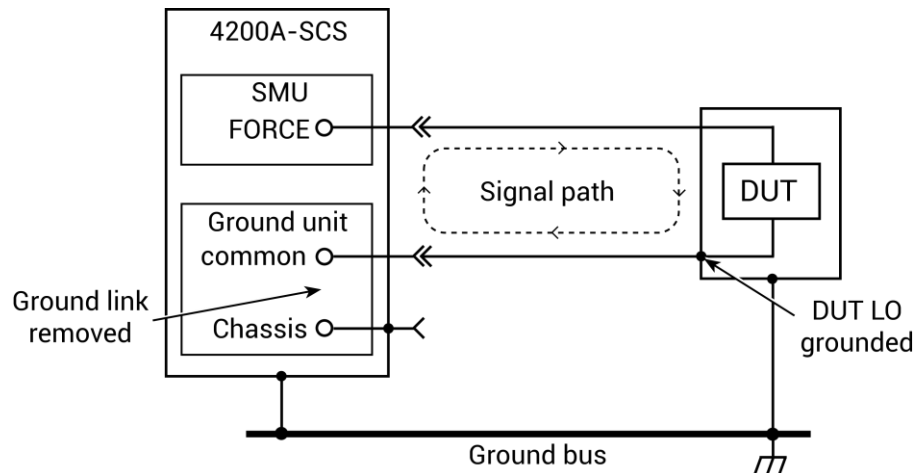 4200A-SCS
SMU
FORCE
Signal path
DUT
Ground unit
common
Ground link
removed
Chassis
DUT LO
grounded
Ground bus